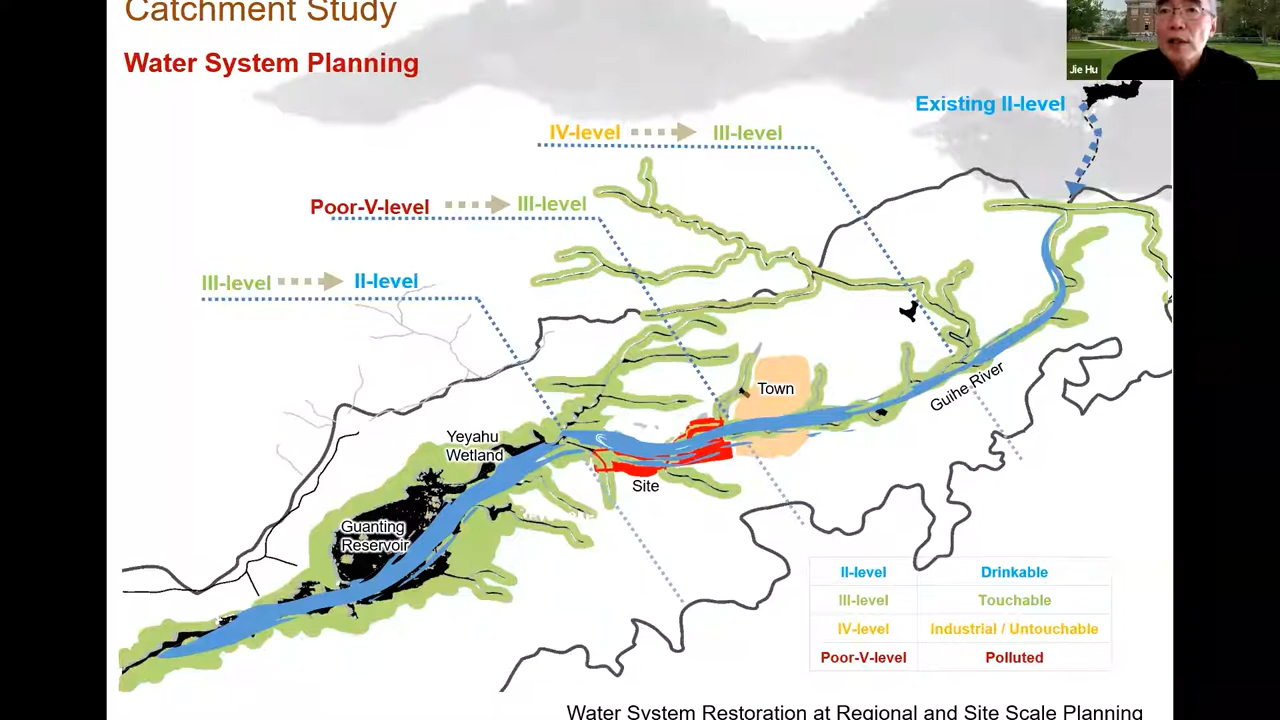 Catchment Study
Water System Planning
Jie Hu
Existing II-level
IV-level III-level
Poor-V-level III-level
III-level II-level
Town
Guihe River
Yeyahu
Wetland
Site
Guanting
Reservoir
II-level Drinkable
III-level Touchable
IV-level Industrial / Untouchable
Poor-V-level Polluted
Water System Restoration at Regional and Site Scale Planning